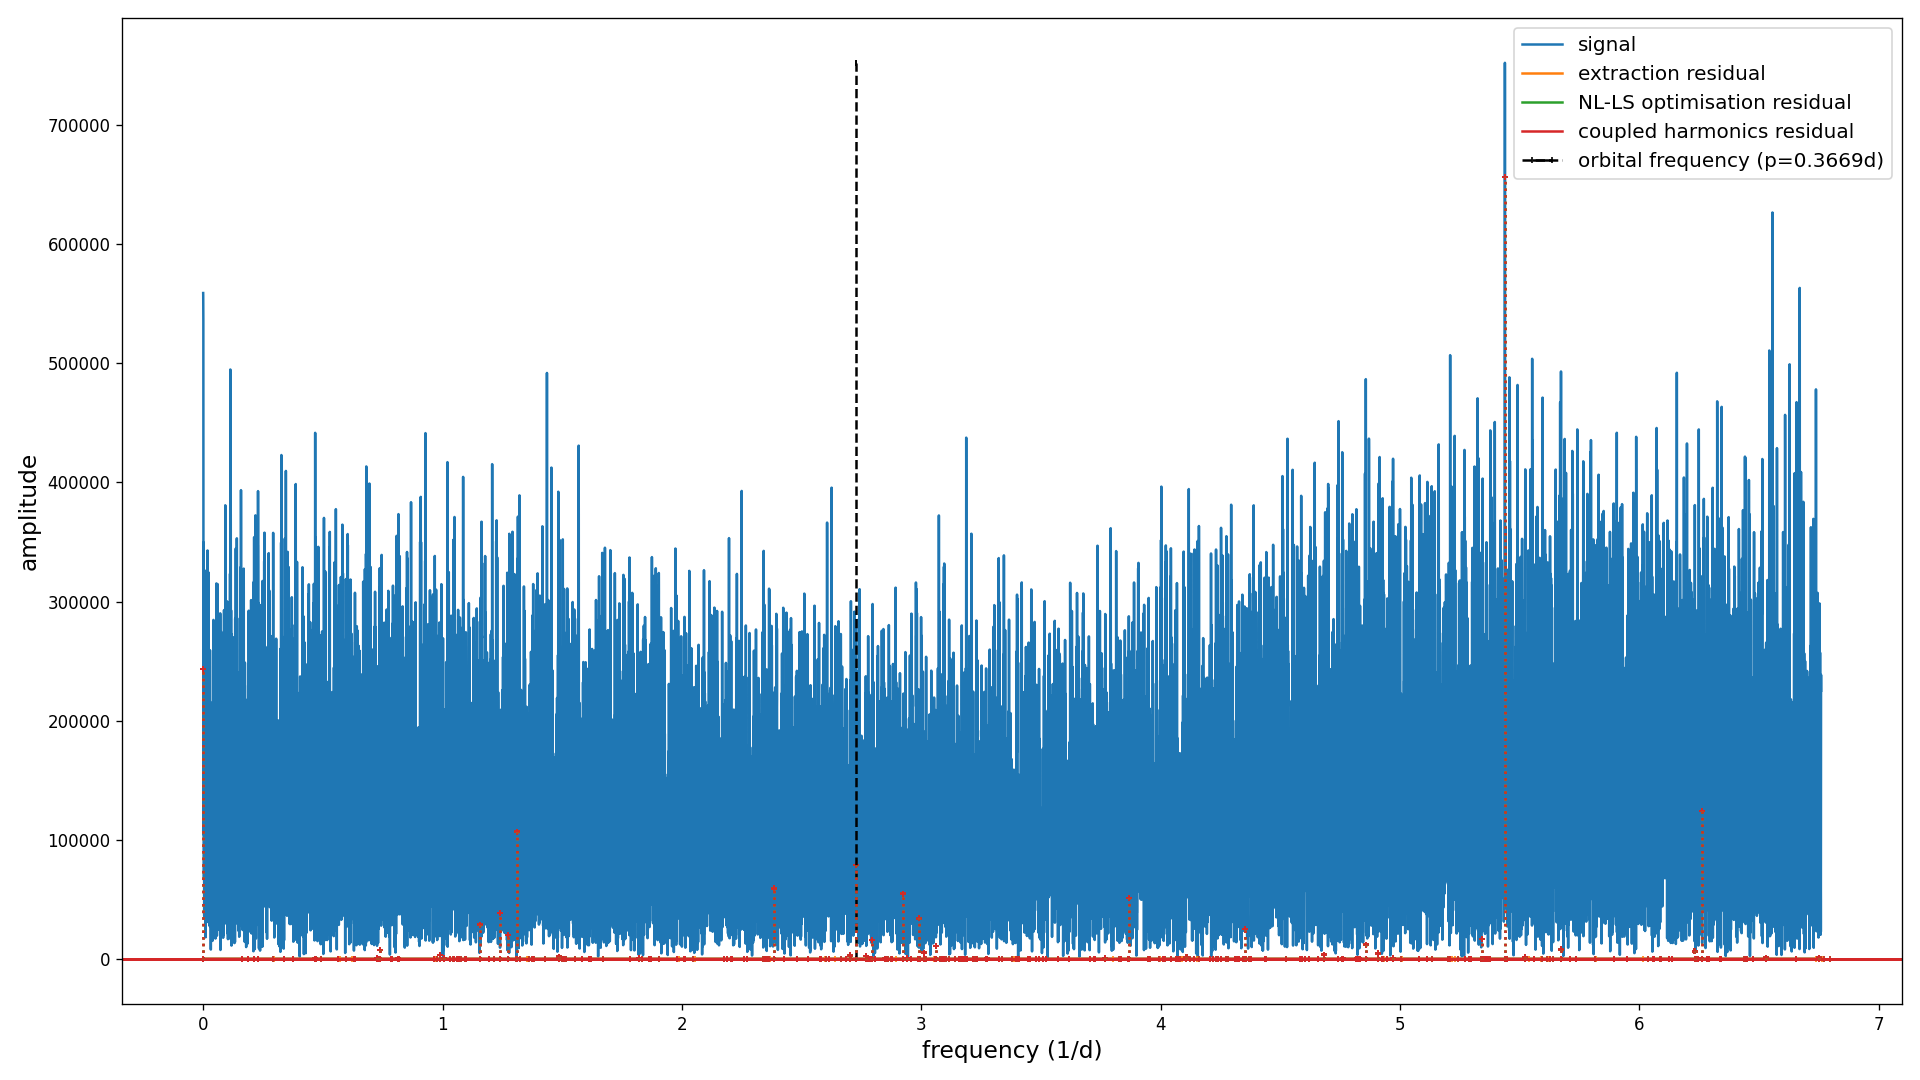 signal
extraction residual
NL-LS optimisation residual
coupled harmonics residual
orbital frequency (p=0.3669d)
700000
600000
500000
400000
300000
200000
100000
0
amplitude
0 1 2 3 4 5 6 7
frequency (1/d)